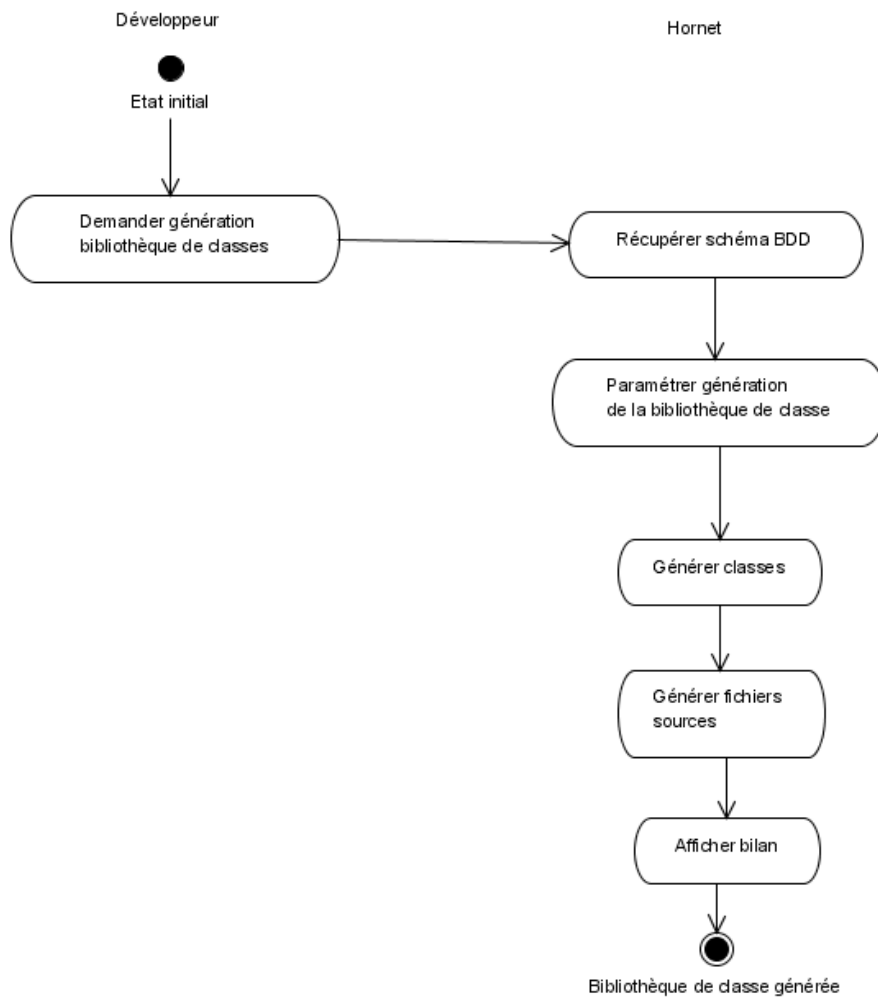 Développeur
Hornet
Etat initial
Demander génération
bibliothèque de classes
Récupérer schéma BDD
Paramétrer génération
de la bibliothèque de classe
Générer classes
Générer fichiers
sources
Afficher bilan
Bibliothèque de classe générée